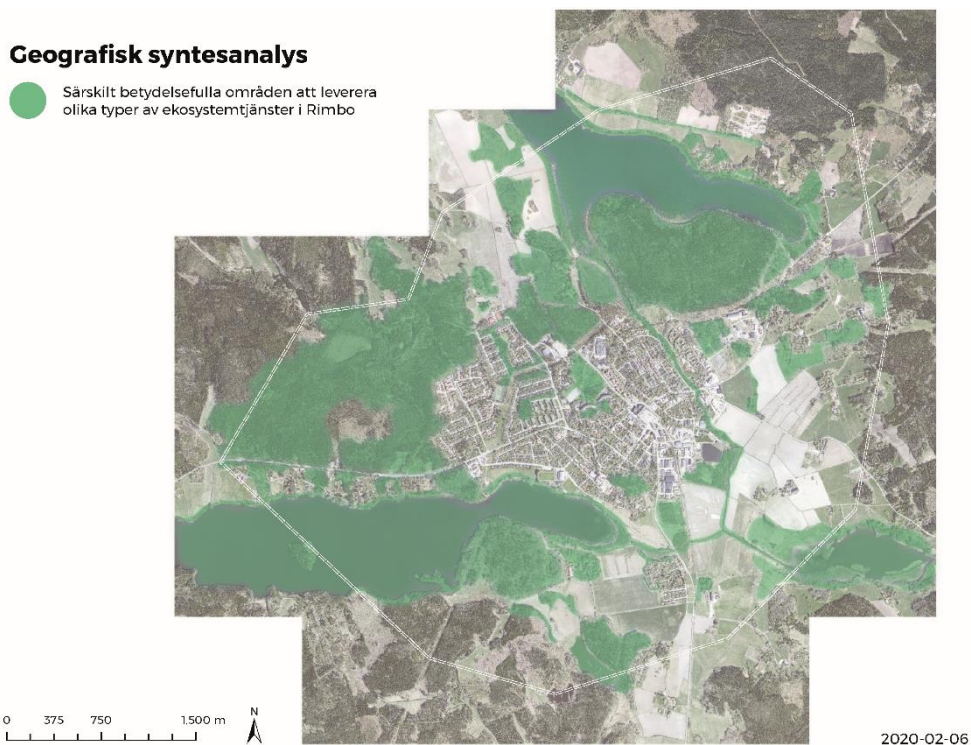 Geografisk syntesanalys
Särskilt betydelsefulla områden att leverera
olika typer av ekosystemtjänster i Rimbo
0 375 750 1.500 m
N
2020-02-06